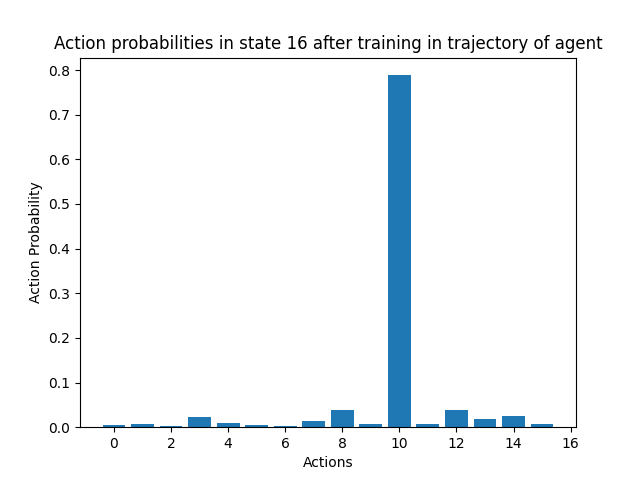 Action probabilities in state 16 after training in trajectory of agent
0.8
0.7
0.6
0.5
0.4
0.3
0.2
0.1
0.0
Action Probability
0 2 4 6 8 10 12 14 16
Actions